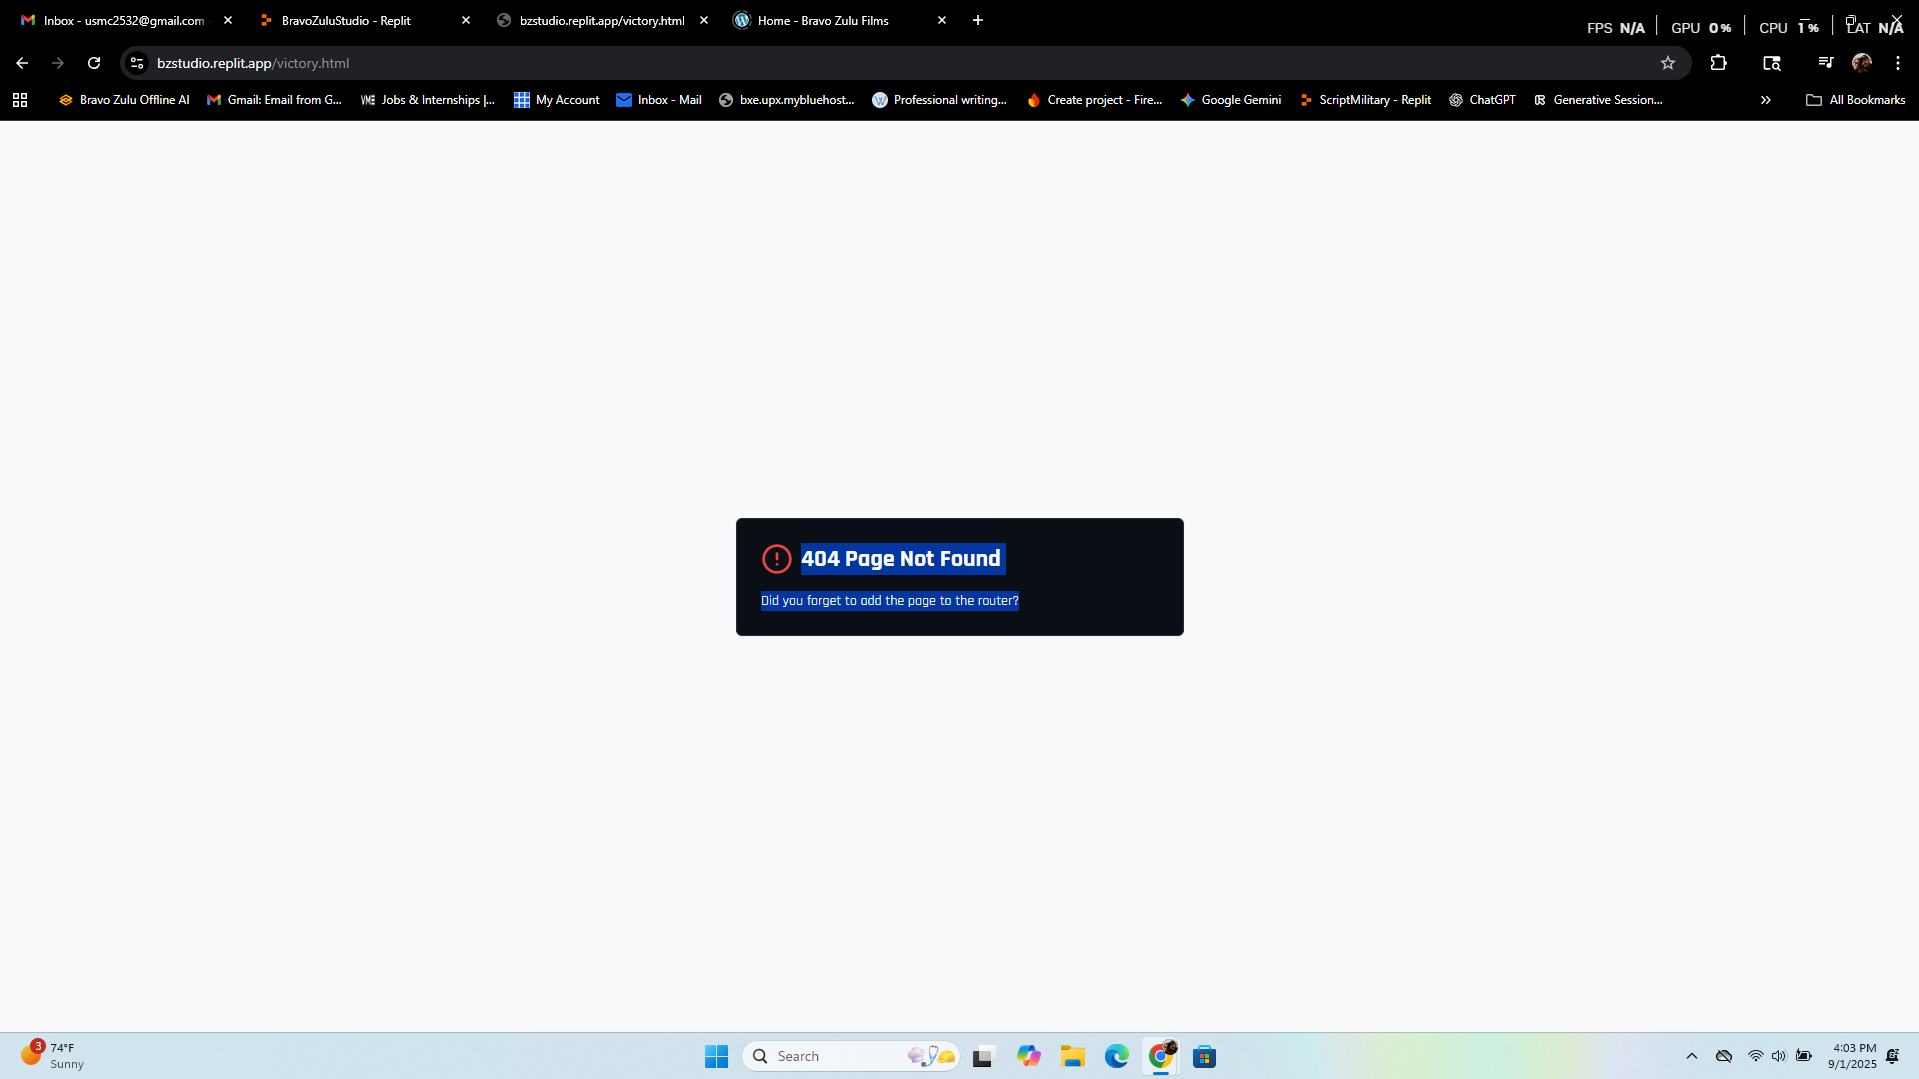 Inbox - usmc2532@gmail.com
BravoZuluStudio - Replit
bzstudio.replit.app/victory.html
Home - Bravo Zulu Films
FPS N/A GPU 0% CPU 1% LAT N/A
bzstudio.replit.app/victory.html
Bravo Zulu Offline AI
Gmail: Email from G...
VME Jobs & Internships |...
My Account
Inbox - Mail
bxe.upx.mybluehost...
Professional writing...
Create project - Fire...
Google Gemini
ScriptMilitary - Replit
ChatGPT
Generative Session...
All Bookmarks
404 Page Not Found
Did you forget to add the page to the router?
3
74°F
Sunny
Search
4:03 PM
9/1/2025